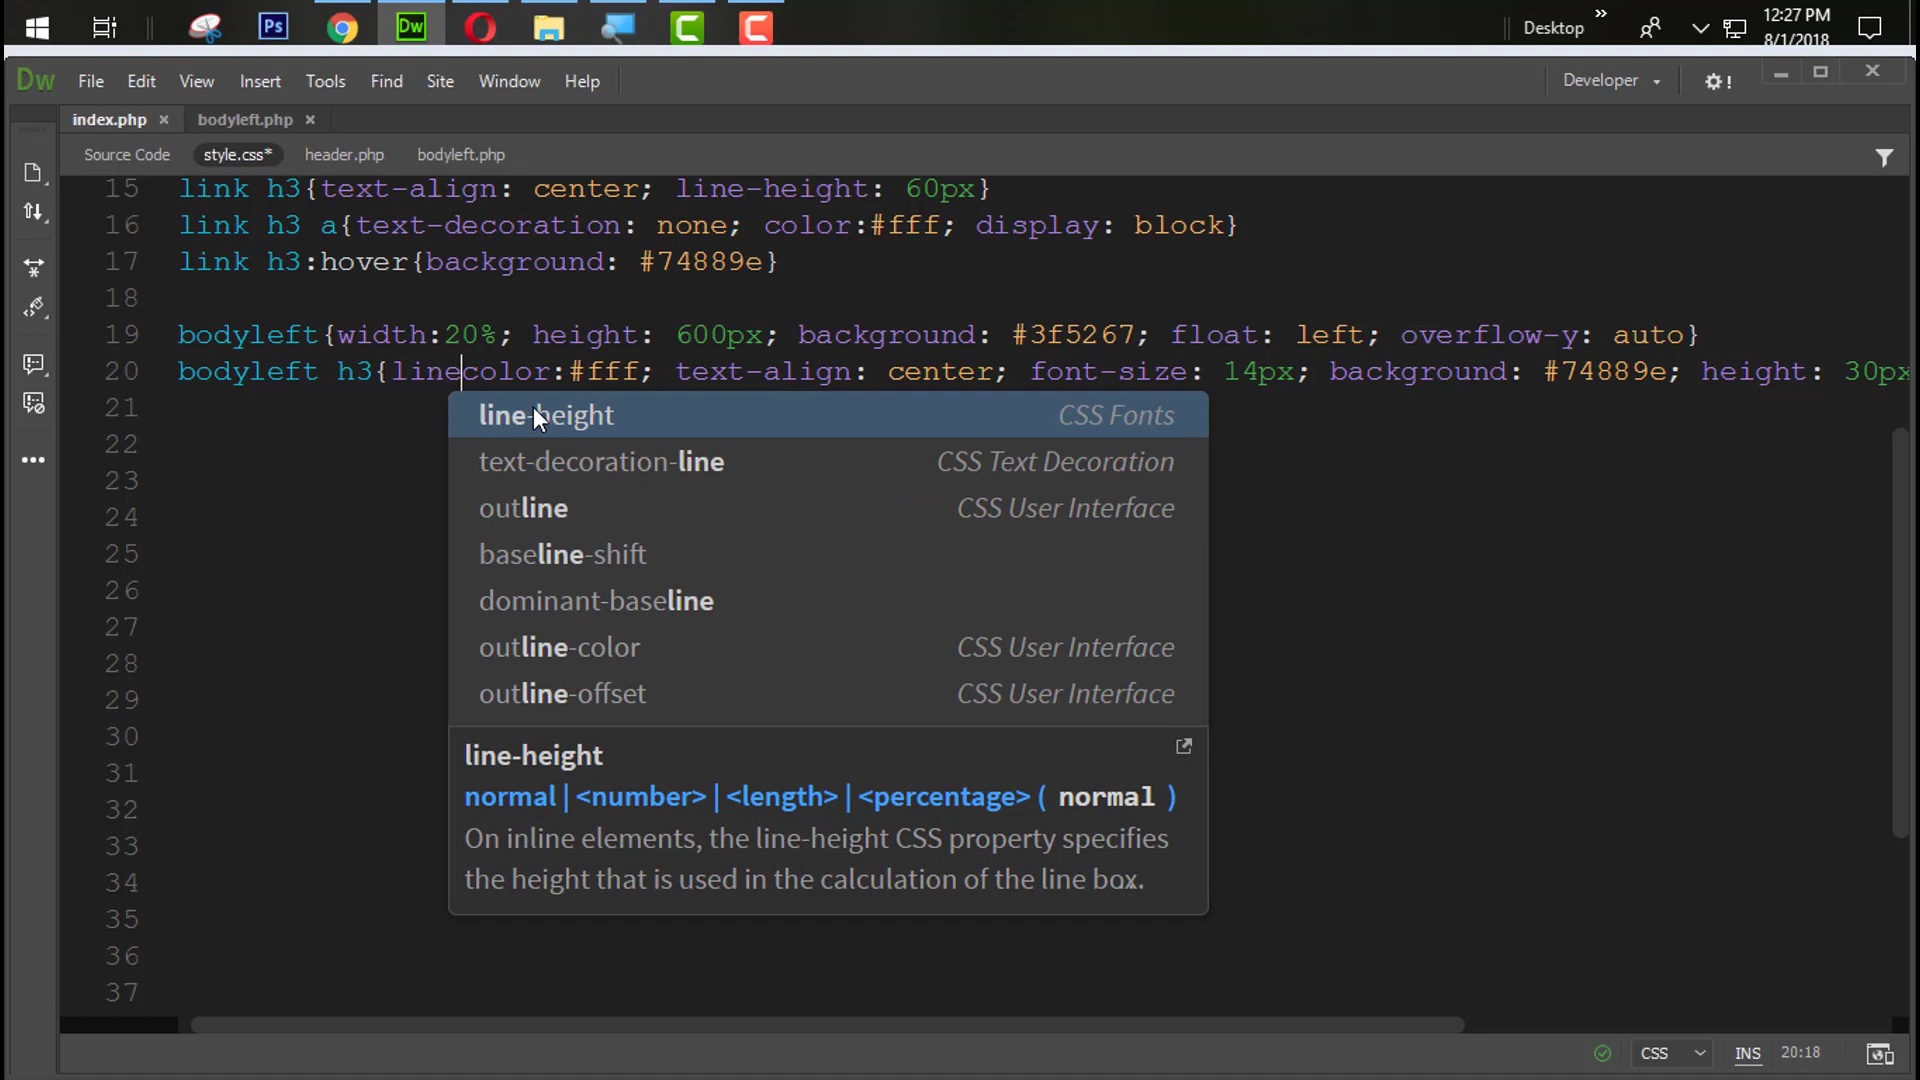 Ps
Dw
Desktop
»
12:27 PM
8/1/2018
Dw File Edit View Insert Tools Find Site Window Help
Developer
!
index.php × bodyleft.php ×
Source Code style.css* header.php bodyleft.php
15 link h3{text-align: center; line-height: 60px}
16 link h3 a{text-decoration: none; color:#fff; display: block}
17 link h3:hover{background: #74889e}
18
19 bodyleft{width:20%; height: 600px; background: #3f5267; float: left; overflow-y: auto}
20 bodyleft h3{linecolor:#fff; text-align: center; font-size: 14px; background: #74889e; height: 30px
21
22
23
24
25
26
27
28
29
30
31
32
33
34
35
36
37
line-height CSS Fonts
text-decoration-line CSS Text Decoration
outline CSS User Interface
baseline-shift
dominant-baseline
outline-color CSS User Interface
outline-offset CSS User Interface
line-height
normal | <number> | <length> | <percentage> ( normal )
On inline elements, the line-height CSS property specifies
the height that is used in the calculation of the line box.
CSS INS 20:18